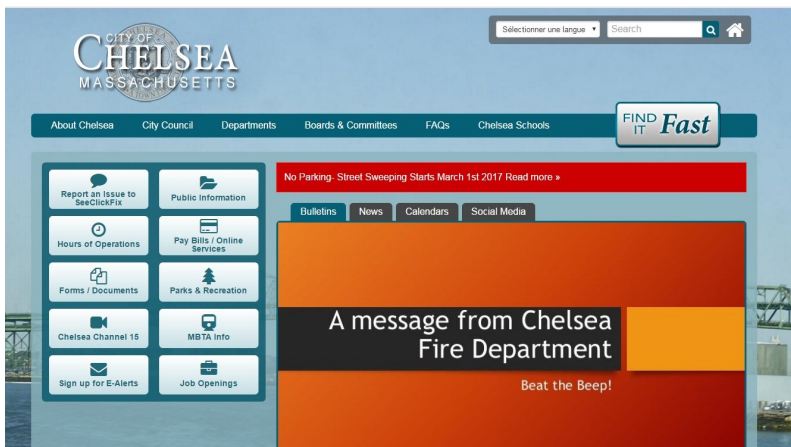 CITY OF
CHELSEA
MASSACHUSETTS
Sélectionner une langue
Search
About Chelsea
City Council
Departments
Boards & Committees
FAQs
Chelsea Schools
FIND IT Fast
No Parking- Street Sweeping Starts March 1st 2017 Read more »
Report an Issue to
SeeClickFix
Public Information
Hours of Operations
Pay Bills / Online
Services
Forms / Documents
Parks & Recreation
Chelsea Channel 15
MBTA Info
Sign up for E-Alerts
Job Openings
Bulletins
News
Calendars
Social Media
A message from Chelsea
Fire Department
Beat the Beep!